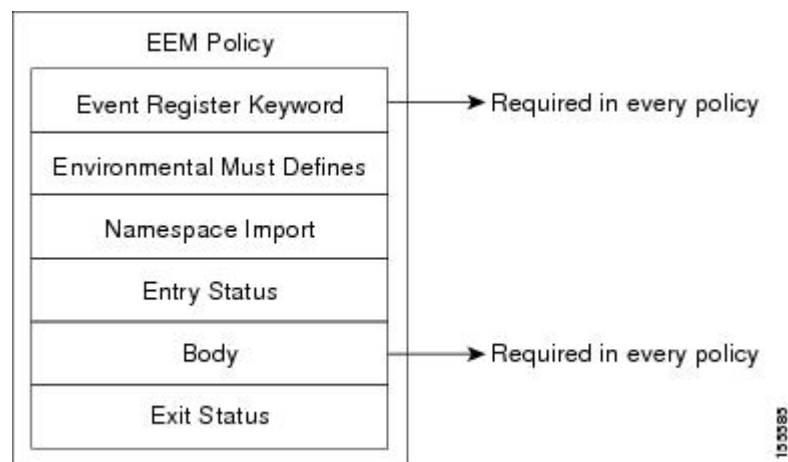 EEM Policy
Event Register Keyword
Required in every policy
Environmental Must Defines
Namespace Import
Entry Status
Body
Required in every policy
Exit Status
155585